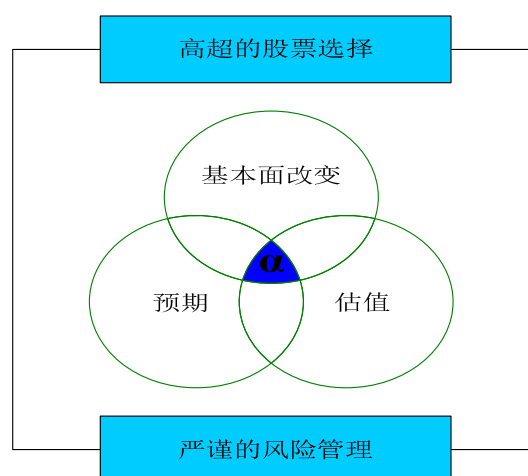 高超的股票选择
基本面改变
α
预期
估值
严谨的风险管理